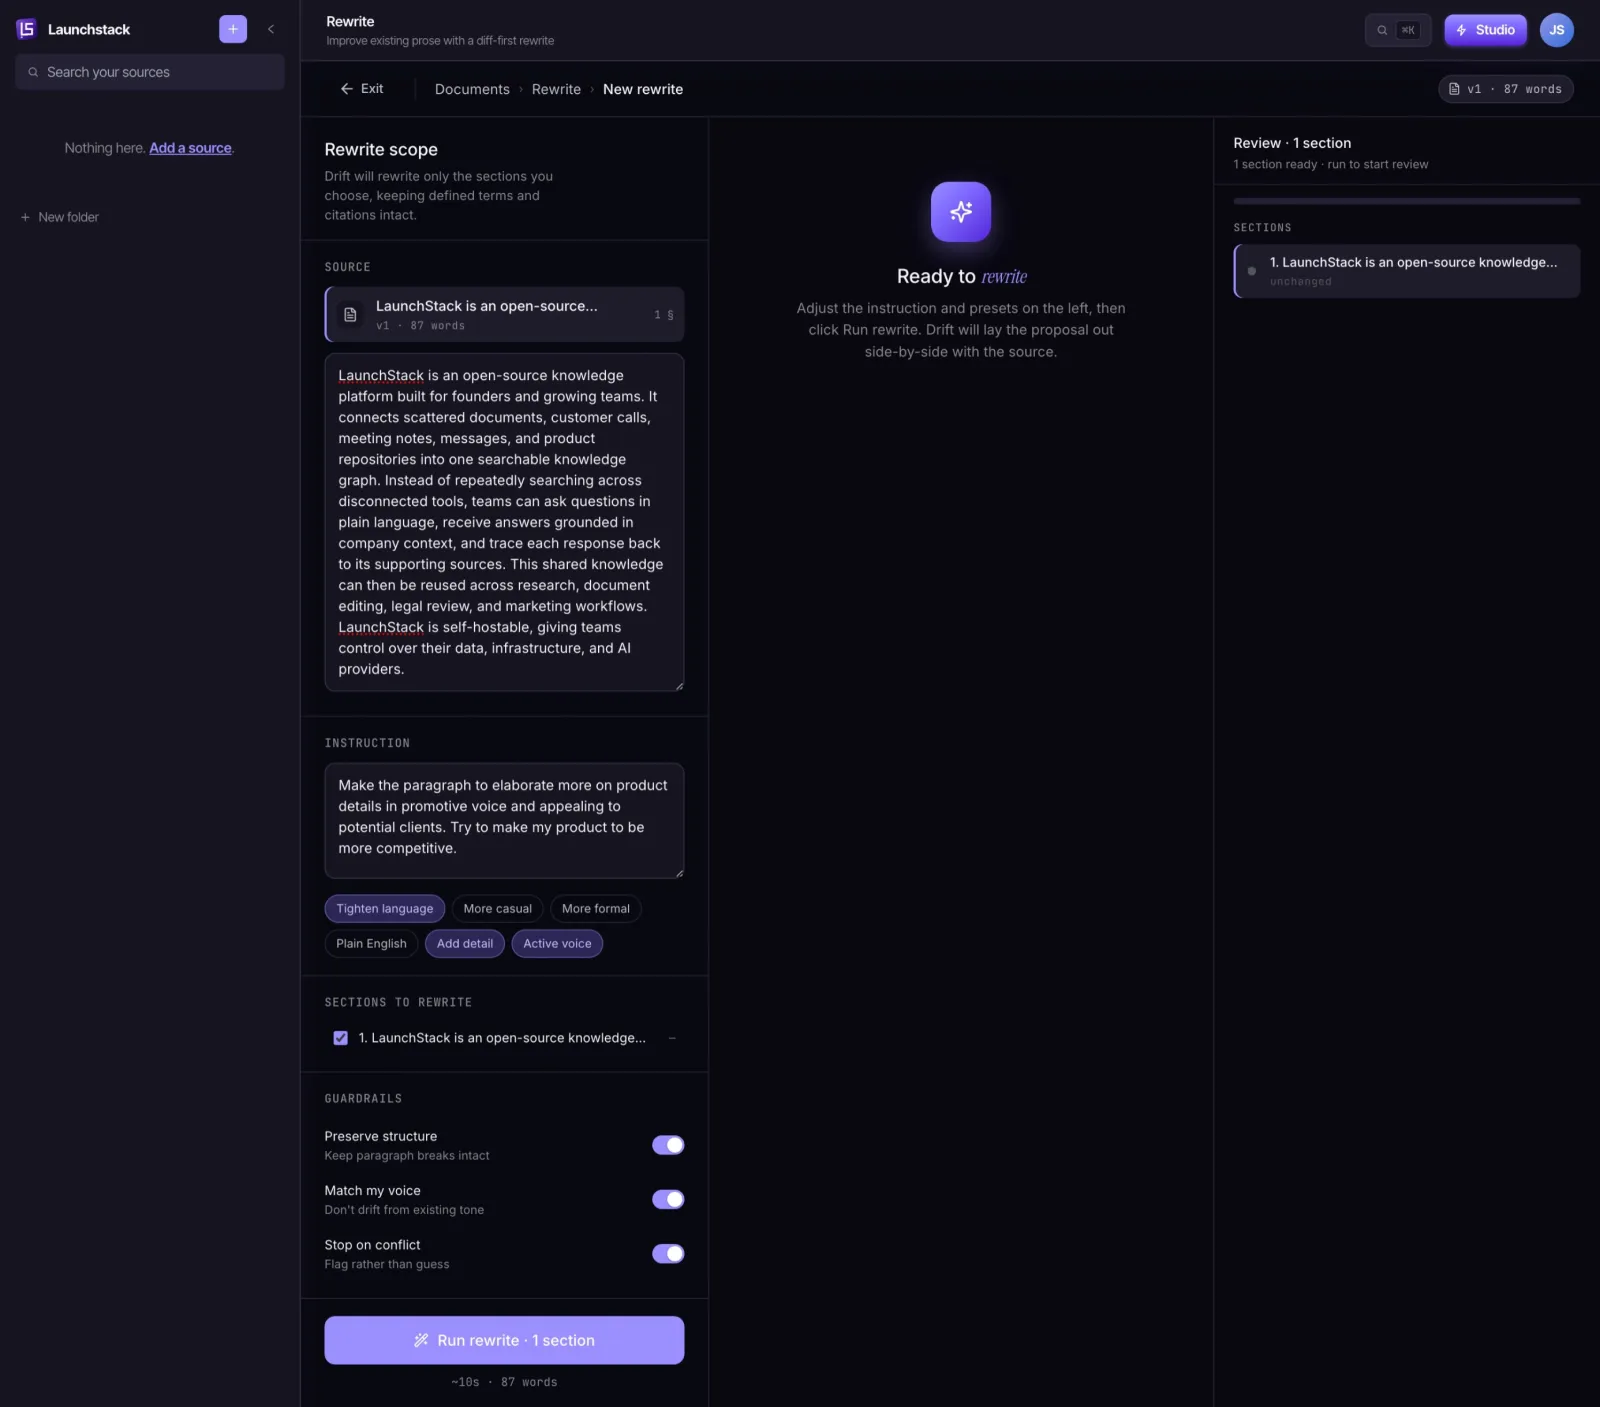 Launchstack
Search your sources
Nothing here. Add a source.
+ New folder
Rewrite
Improve existing prose with a diff-first rewrite
⌘K
Studio
JS
← Exit
Documents › Rewrite › New rewrite
v1 · 87 words
Rewrite scope
Drift will rewrite only the sections you
choose, keeping defined terms and
citations intact.
SOURCE
LaunchStack is an open-source...
v1 · 87 words
1 §
LaunchStack is an open-source knowledge
platform built for founders and growing teams. It
connects scattered documents, customer calls,
meeting notes, messages, and product
repositories into one searchable knowledge
graph. Instead of repeatedly searching across
disconnected tools, teams can ask questions in
plain language, receive answers grounded in
company context, and trace each response back
to its supporting sources. This shared knowledge
can then be reused across research, document
editing, legal review, and marketing workflows.
LaunchStack is self-hostable, giving teams
control over their data, infrastructure, and AI
providers.
INSTRUCTION
Make the paragraph to elaborate more on product
details in promotive voice and appealing to
potential clients. Try to make my product to be
more competitive.
Tighten language
More casual
More formal
Plain English
Add detail
Active voice
SECTIONS TO REWRITE
1. LaunchStack is an open-source knowledge... —
GUARDRAILS
Preserve structure
Keep paragraph breaks intact
Match my voice
Don't drift from existing tone
Stop on conflict
Flag rather than guess
Run rewrite · 1 section
~10s · 87 words
Ready to rewrite
Adjust the instruction and presets on the left, then
click Run rewrite. Drift will lay the proposal out
side-by-side with the source.
Review · 1 section
1 section ready · run to start review
SECTIONS
1. LaunchStack is an open-source knowledge...
unchanged